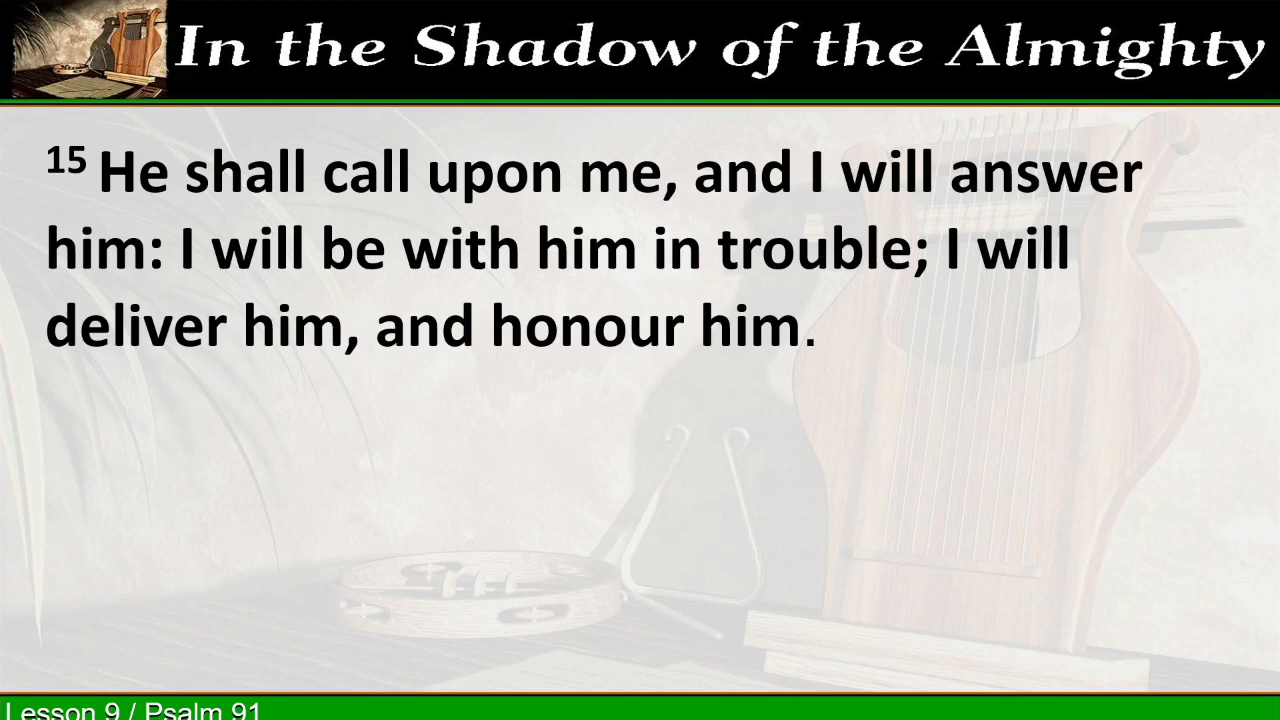 In the Shadow of the Almighty
15 He shall call upon me, and I will answer
him: I will be with him in trouble; I will
deliver him, and honour him.
Lesson 9 / Psalm 91